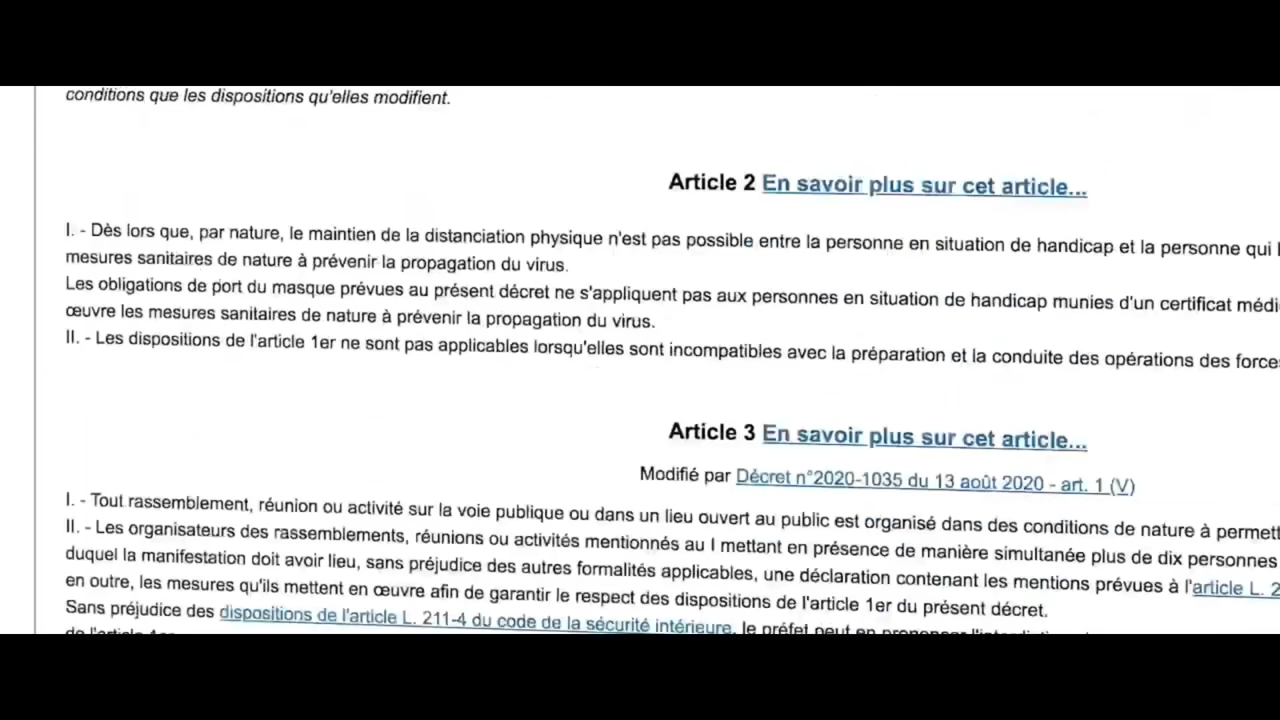 conditions que les dispositions qu'elles modifient.
Article 2 En savoir plus sur cet article...
I. - Dès lors que, par nature, le maintien de la distanciation physique n'est pas possible entre la personne en situation de handicap et la personne qui
mesures sanitaires de nature à prévenir la propagation du virus.
Les obligations de port du masque prévues au présent décret ne s'appliquent pas aux personnes en situation de handicap munies d'un certificat médi
œuvre les mesures sanitaires de nature à prévenir la propagation du virus.
II. - Les dispositions de l'article 1er ne sont pas applicables lorsqu'elles sont incompatibles avec la préparation et la conduite des opérations des force
Article 3 En savoir plus sur cet article...
Modifié par Décret n°2020-1035 du 13 août 2020 - art. 1 (V)
I. - Tout rassemblement, réunion ou activité sur la voie publique ou dans un lieu ouvert au public est organisé dans des conditions de nature à permett
II. - Les organisateurs des rassemblements, réunions ou activités mentionnés au I mettant en présence de manière simultanée plus de dix personnes
duquel la manifestation doit avoir lieu, sans préjudice des autres formalités applicables, une déclaration contenant les mentions prévues à l'article L. 2
en outre, les mesures qu'ils mettent en œuvre afin de garantir le respect des dispositions de l'article 1er du présent décret.
Sans préjudice des dispositions de l'article L. 211-4 du code de la sécurité intérieure, le préfet peut en prononcer
de l'article 1er